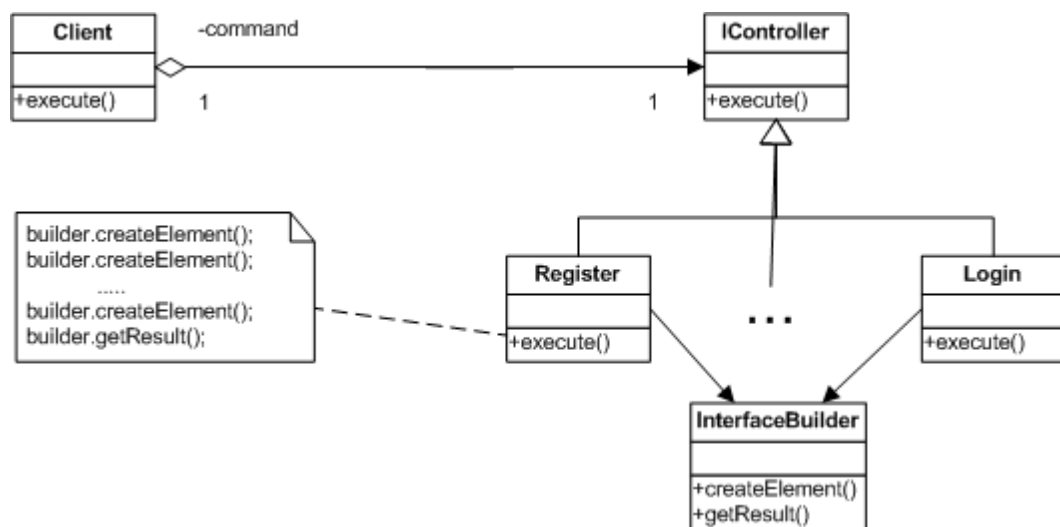 Client
+execute()
-command
1
1
IController
+execute()
builder.createElement();
builder.createElement();
.....
builder.createElement();
builder.getResult();
Register
+execute()
...
Login
+execute()
InterfaceBuilder
+createElement()
+getResult()